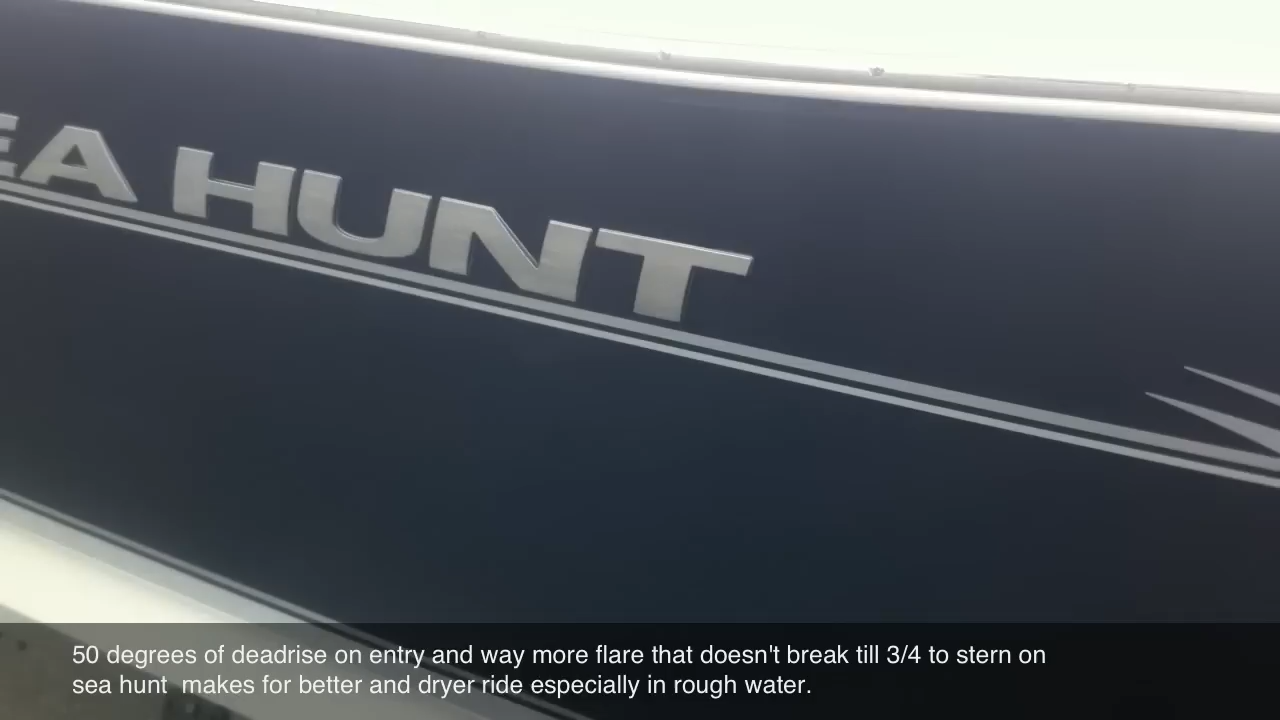 EA HUNT
50 degrees of deadrise on entry and way more flare that doesn't break till 3/4 to stern on
sea hunt  makes for better and dryer ride especially in rough water.